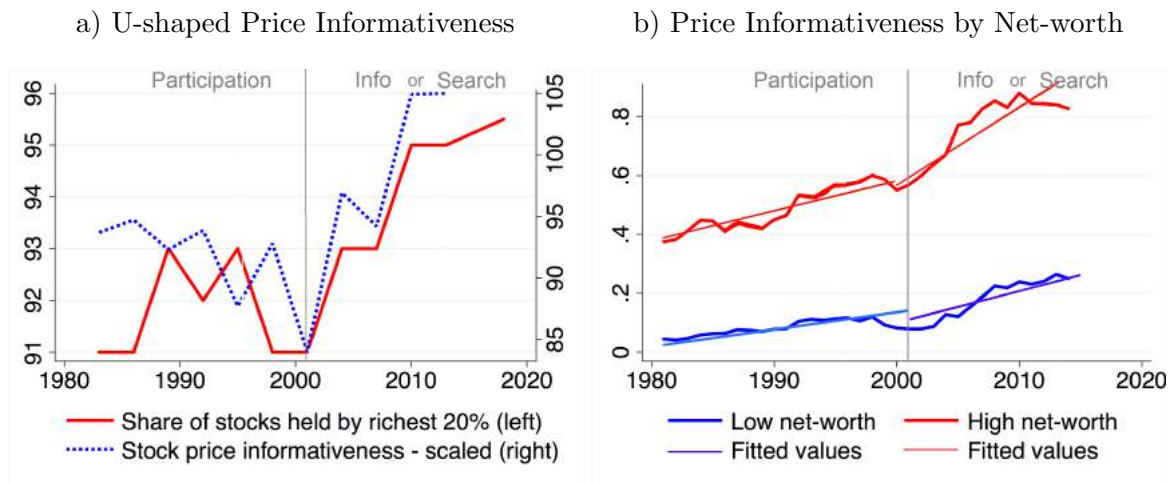 a) U-shaped Price Informativeness
b) Price Informativeness by Net-worth
Participation
Info or Search
96
95
94
93
92
91
105
100
95
90
85
1980 1990 2000 2010 2020
Share of stocks held by richest 20% (left)
Stock price informativeness - scaled (right)
Participation
Info or Search
.8
.6
.4
.2
0
1980 1990 2000 2010 2020
Low net-worth High net-worth
Fitted values Fitted values